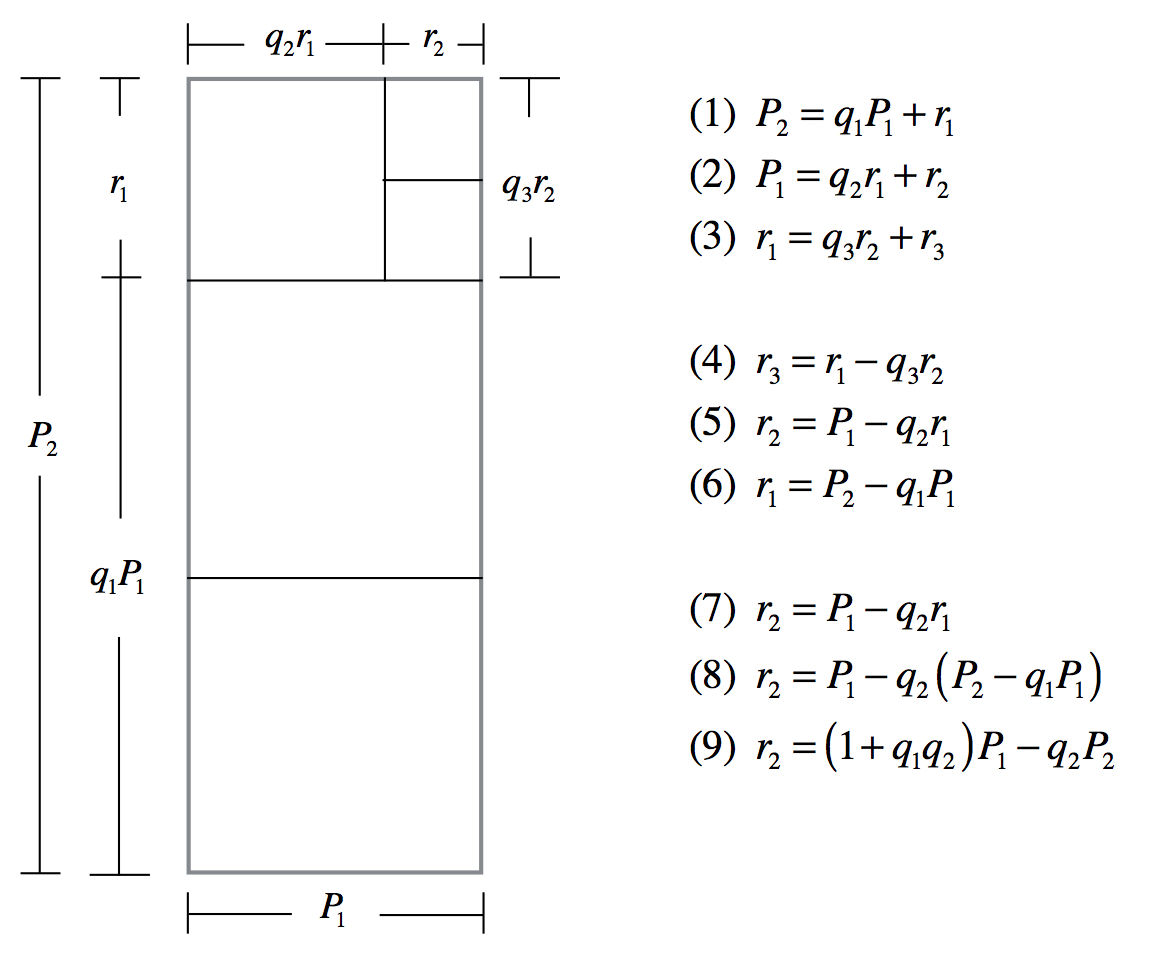 q₂r₁ r₂
r₁
q₃r₂
P₂
q₁P₁
P₁
(1) P₂ = q₁P₁ + r₁
(2) P₁ = q₂r₁ + r₂
(3) r₁ = q₃r₂ + r₃
(4) r₃ = r₁ − q₃r₂
(5) r₂ = P₁ − q₂r₁
(6) r₁ = P₂ − q₁P₁
(7) r₂ = P₁ − q₂r₁
(8) r₂ = P₁ − q₂(P₂ − q₁P₁)
(9) r₂ = (1 + q₁q₂)P₁ − q₂P₂